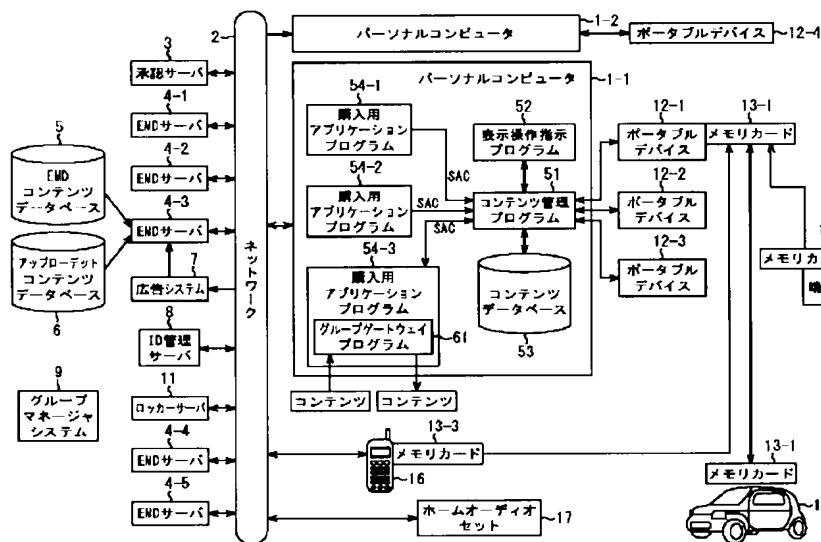 2
パーソナルコンピュータ
1-2
ポータブルデバイス
12-4
3
承認サーバ
4-1
EMDサーバ
4-2
EMDサーバ
4-3
EMDサーバ
5
EMD
コンテンツ
データベース
アップローデット
コンテンツ
データベース
6
7
広告システム
8
ID管理
サーバ
9
グループ
マネージャ
システム
11
ロッカーサーバ
4-4
EMDサーバ
4-5
EMDサーバ
ネットワーク
パーソナルコンピュータ
1-1
54-1
購入用
アプリケーション
プログラム
54-2
購入用
アプリケーション
プログラム
54-3
購入用
アプリケーション
プログラム
グループゲートウェイ
プログラム
61
SAC
SAC
SAC
52
表示操作指示
プログラム
51
コンテンツ管理
プログラム
コンテンツ
データベース
53
コンテンツ
コンテンツ
12-1
ポータブル
デバイス
13-1
メモリカード
12-2
ポータブル
デバイス
12-3
ポータブル
デバイス
メモリカ
13-3
メモリカード
16
13-1
メモリカード
ホームオーディオ
セット
17